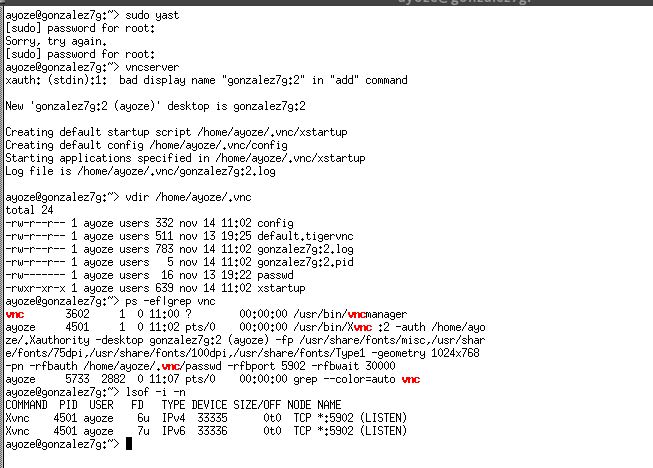 ayoze@gonzalez7g:~> sudo yast
[sudo] password for root:
Sorry, try again.
[sudo] password for root:
ayoze@gonzalez7g:~> vncserver
xauth: (stdin):1:  bad display name "gonzalez7g:2" in "add" command
New 'gonzalez7g:2 (ayoze)' desktop is gonzalez7g:2
Creating default startup script /home/ayoze/.vnc/xstartup
Creating default config /home/ayoze/.vnc/config
Starting applications specified in /home/ayoze/.vnc/xstartup
Log file is /home/ayoze/.vnc/gonzalez7g:2.log
ayoze@gonzalez7g:~> vdir /home/ayoze/.vnc
total 24
-rw-r--r-- 1 ayoze users 332 nov 14 11:02 config
-rw-r--r-- 1 ayoze users 511 nov 13 19:25 default.tigervnc
-rw-r--r-- 1 ayoze users 783 nov 14 11:02 gonzalez7g:2.log
-rw-r--r-- 1 ayoze users   5 nov 14 11:02 gonzalez7g:2.pid
-rw------- 1 ayoze users  16 nov 13 19:22 passwd
-rwxr-xr-x 1 ayoze users 639 nov 14 11:02 xstartup
ayoze@gonzalez7g:~> ps -ef|grep vnc
vnc       3602     1  0 11:00 ?        00:00:00 /usr/bin/vncmanager
ayoze     4501     1  0 11:02 pts/0    00:00:00 /usr/bin/Xvnc :2 -auth /home/ayo
ze/.Xauthority -desktop gonzalez7g:2 (ayoze) -fp /usr/share/fonts/misc,/usr/shar
e/fonts/75dpi,/usr/share/fonts/100dpi,/usr/share/fonts/Type1 -geometry 1024x768
-pn -rfbauth /home/ayoze/.vnc/passwd -rfbport 5902 -rfbwait 30000
ayoze     5733  2882  0 11:07 pts/0    00:00:00 grep --color=auto vnc
ayoze@gonzalez7g:~> lsof -i -n
COMMAND  PID  USER   FD   TYPE DEVICE SIZE/OFF NODE NAME
Xvnc    4501 ayoze    6u  IPv4  33335      0t0  TCP *:5902 (LISTEN)
Xvnc    4501 ayoze    7u  IPv6  33336      0t0  TCP *:5902 (LISTEN)
ayoze@gonzalez7g:~>